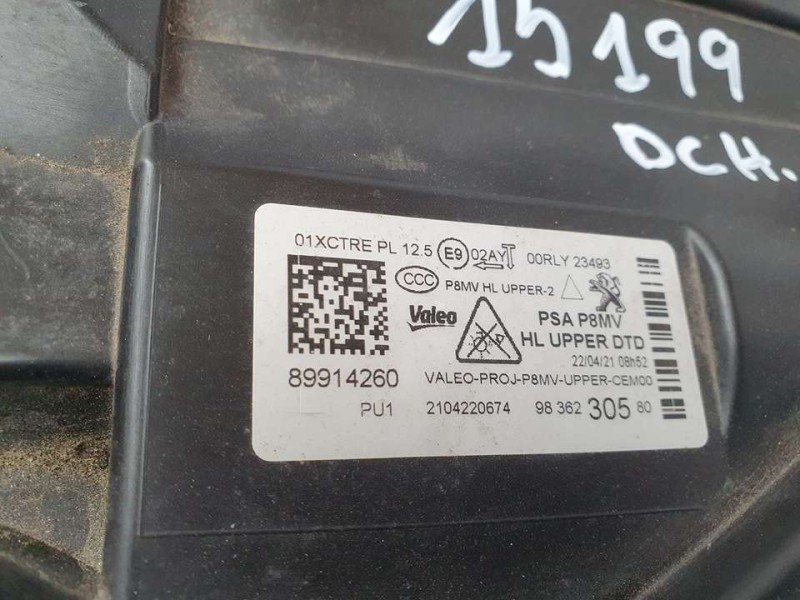 15199
DCH.
01XCTRE PL 12.5 E9 02AY 00RLY 23493
CCC P8MV HL UPPER-2
Valeo PSA P8MV
HL UPPER DTD
22/04/21 08h52
89914260 VALEO-PROJ-P8MV-UPPER-CEM00
PU1 2104220674 98 362 305 80